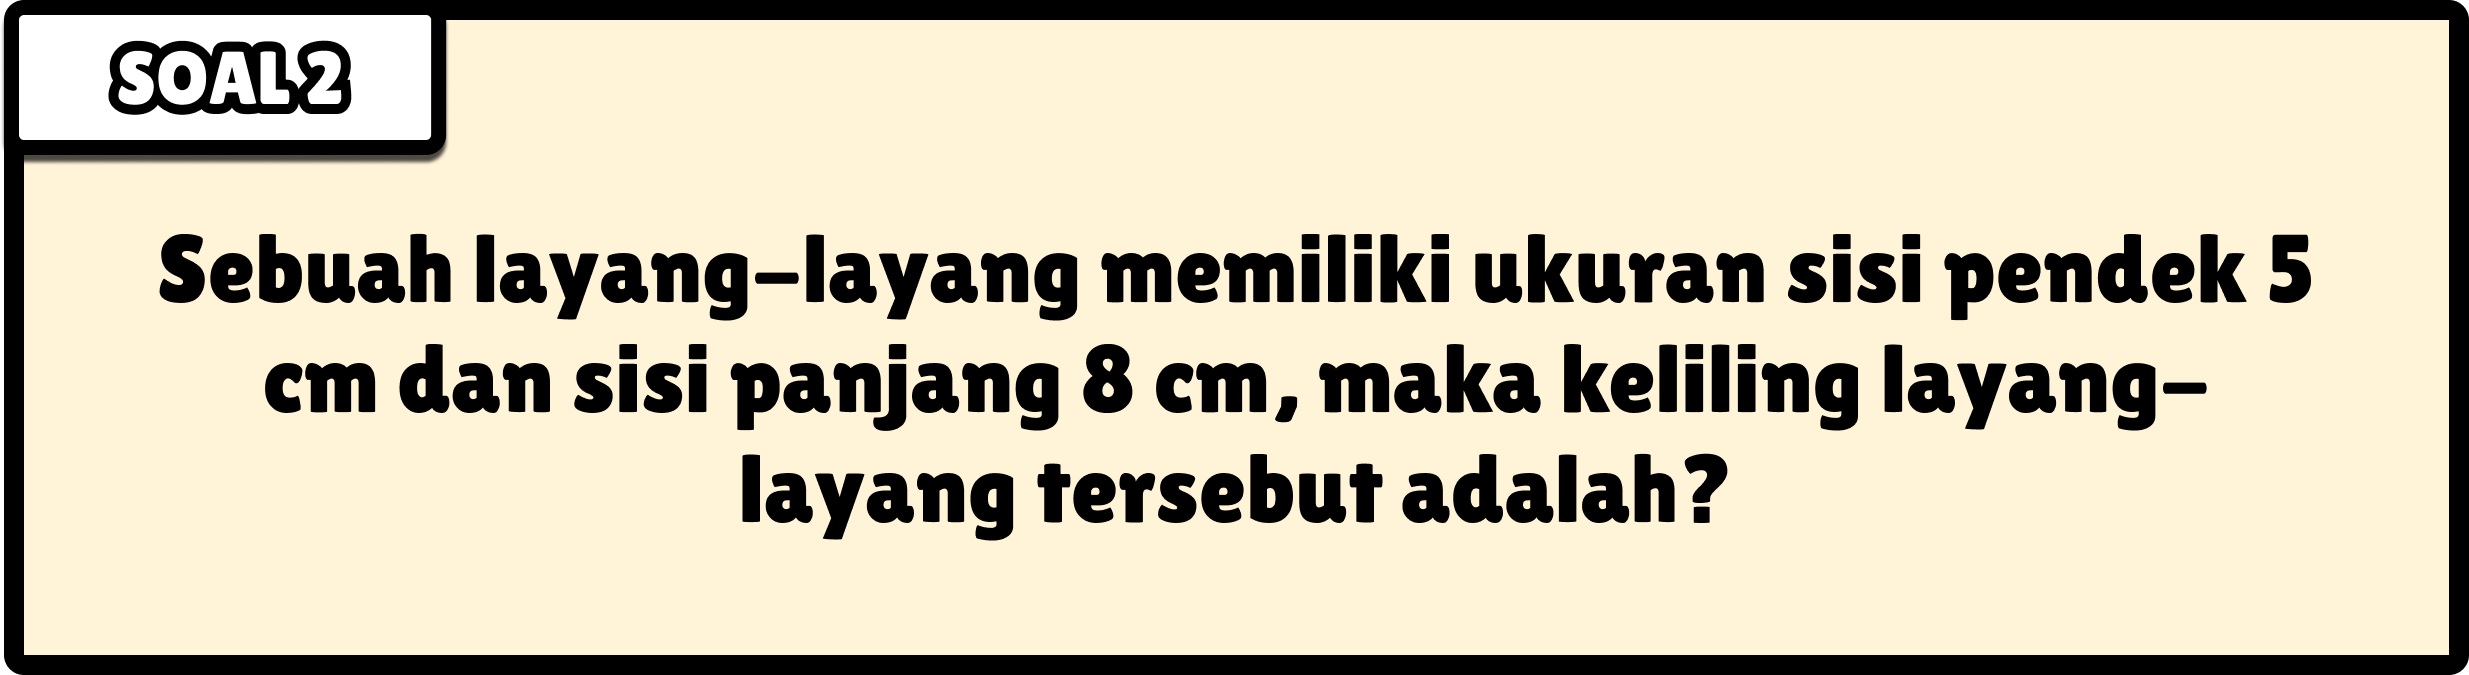 SOAL 2
Sebuah layang-layang memiliki ukuran sisi pendek 5
cm dan sisi panjang 8 cm, maka keliling layang-
layang tersebut adalah?